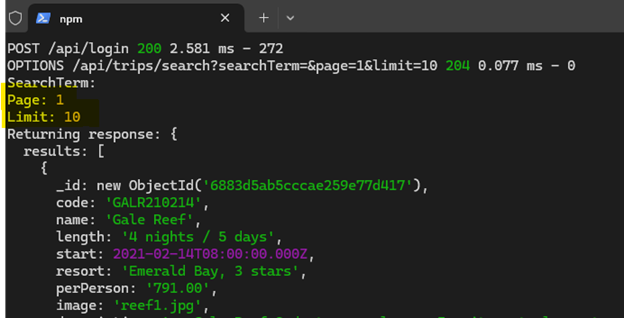 npm
POST /api/login 200 2.581 ms - 272
OPTIONS /api/trips/search?searchTerm=&page=1&limit=10 204 0.077 ms - 0
SearchTerm:
Page: 1
Limit: 10
Returning response: {
results: [
{
_id: new ObjectId('6883d5ab5cccae259e77d417'),
code: 'GALR210214',
name: 'Gale Reef',
length: '4 nights / 5 days',
start: 2021-02-14T08:00:00.000Z,
resort: 'Emerald Bay, 3 stars',
perPerson: '791.00',
image: 'reef1.jpg',